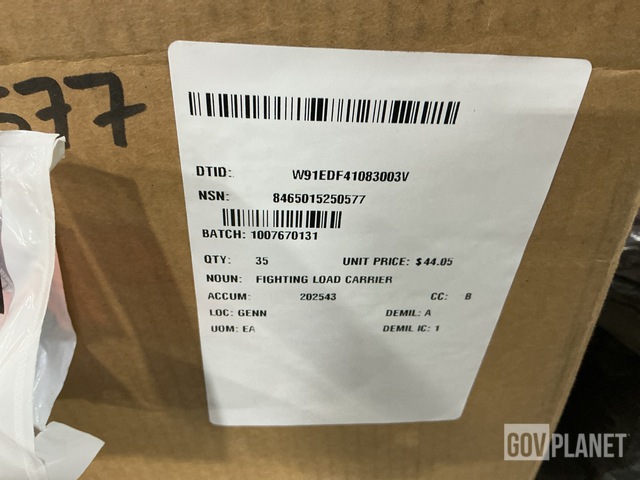 577
DTID:. W91EDF41083003V
NSN: 8465015250577
BATCH: 1007670131
QTY: 35 UNIT PRICE: $44.05
NOUN: FIGHTING LOAD CARRIER
ACCUM: 202543 CC: B
LOC: GENN DEMIL: A
UOM: EA DEMIL IC: 1
GOVPLANET